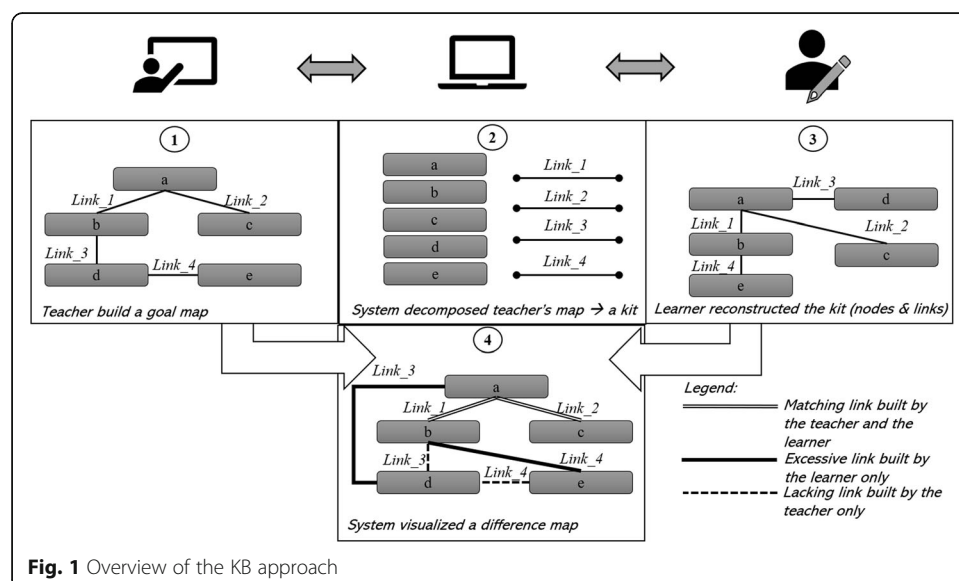 1
a
Link_1
Link_2
b
c
Link_3
d
Link_4
e
Teacher build a goal map
2
a
Link_1
b
Link_2
c
Link_3
d
Link_4
e
System decomposed teacher's map → a kit
3
Link_3
a
d
Link_1
Link_2
b
c
Link_4
e
Learner reconstructed the kit (nodes & links)
4
Link_3
a
Link_1
Link_2
b
c
Link_3
Link_4
Link_4
d
e
System visualized a difference map
Legend:
Matching link built by
the teacher and the
learner
Excessive link built by
the learner only
Lacking link built by the
teacher only
Fig. 1 Overview of the KB approach